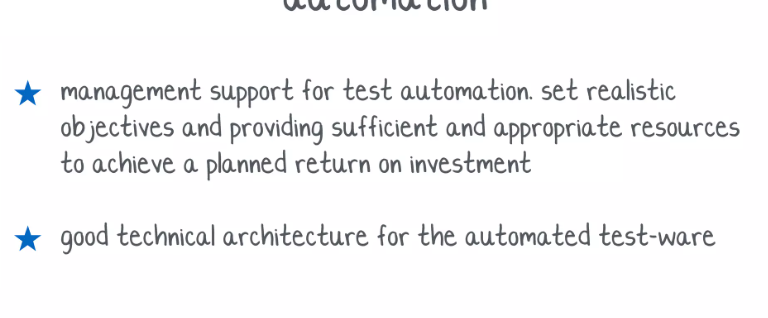 automation
management support for test automation. set realistic
objectives and providing sufficient and appropriate resources
to achieve a planned return on investment
good technical architecture for the automated test-ware